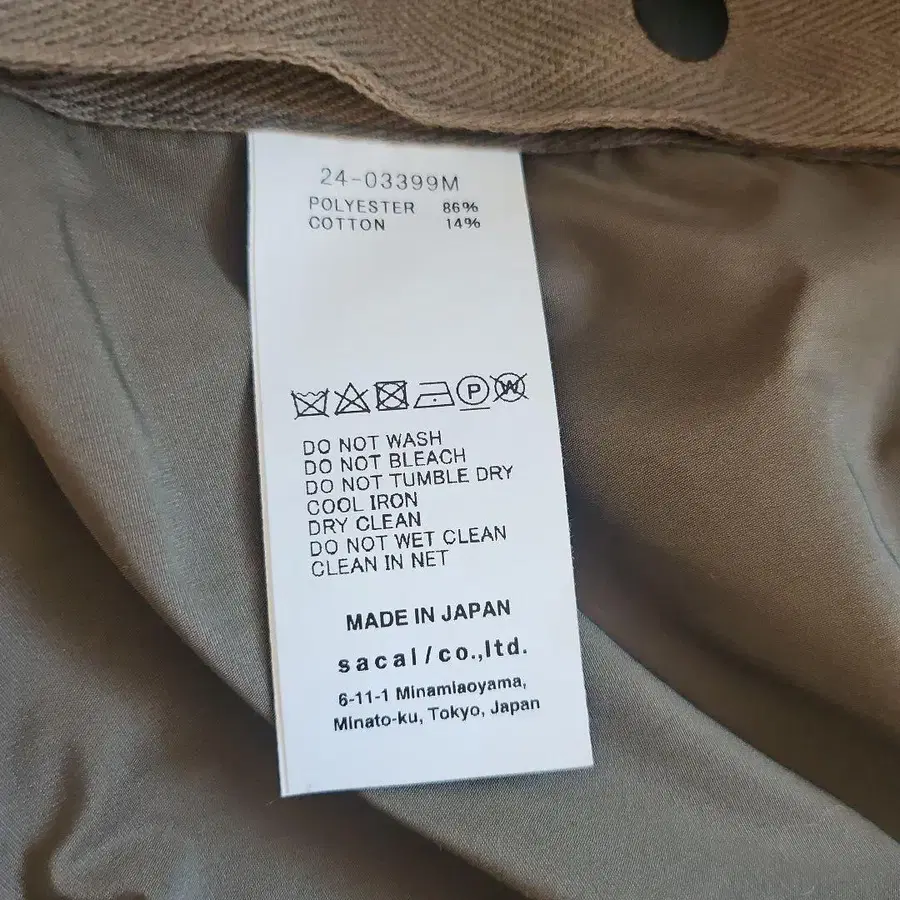 24-03399M
POLYESTER 86%
COTTON 14%
P W
DO NOT WASH
DO NOT BLEACH
DO NOT TUMBLE DRY
COOL IRON
DRY CLEAN
DO NOT WET CLEAN
CLEAN IN NET
MADE IN JAPAN
sacai/co.,ltd.
6-11-1 Minamiaoyama,
Minato-ku, Tokyo, Japan